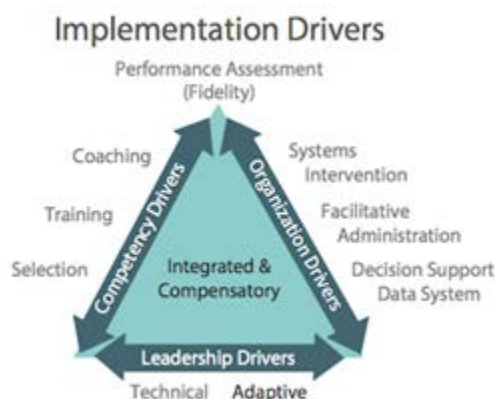 Implementation Drivers
Performance Assessment
(Fidelity)
Coaching
Training
Selection
Competency Drivers
Organization Drivers
Systems
Intervention
Facilitative
Administration
Decision Support
Data System
Integrated &
Compensatory
Leadership Drivers
Technical Adaptive